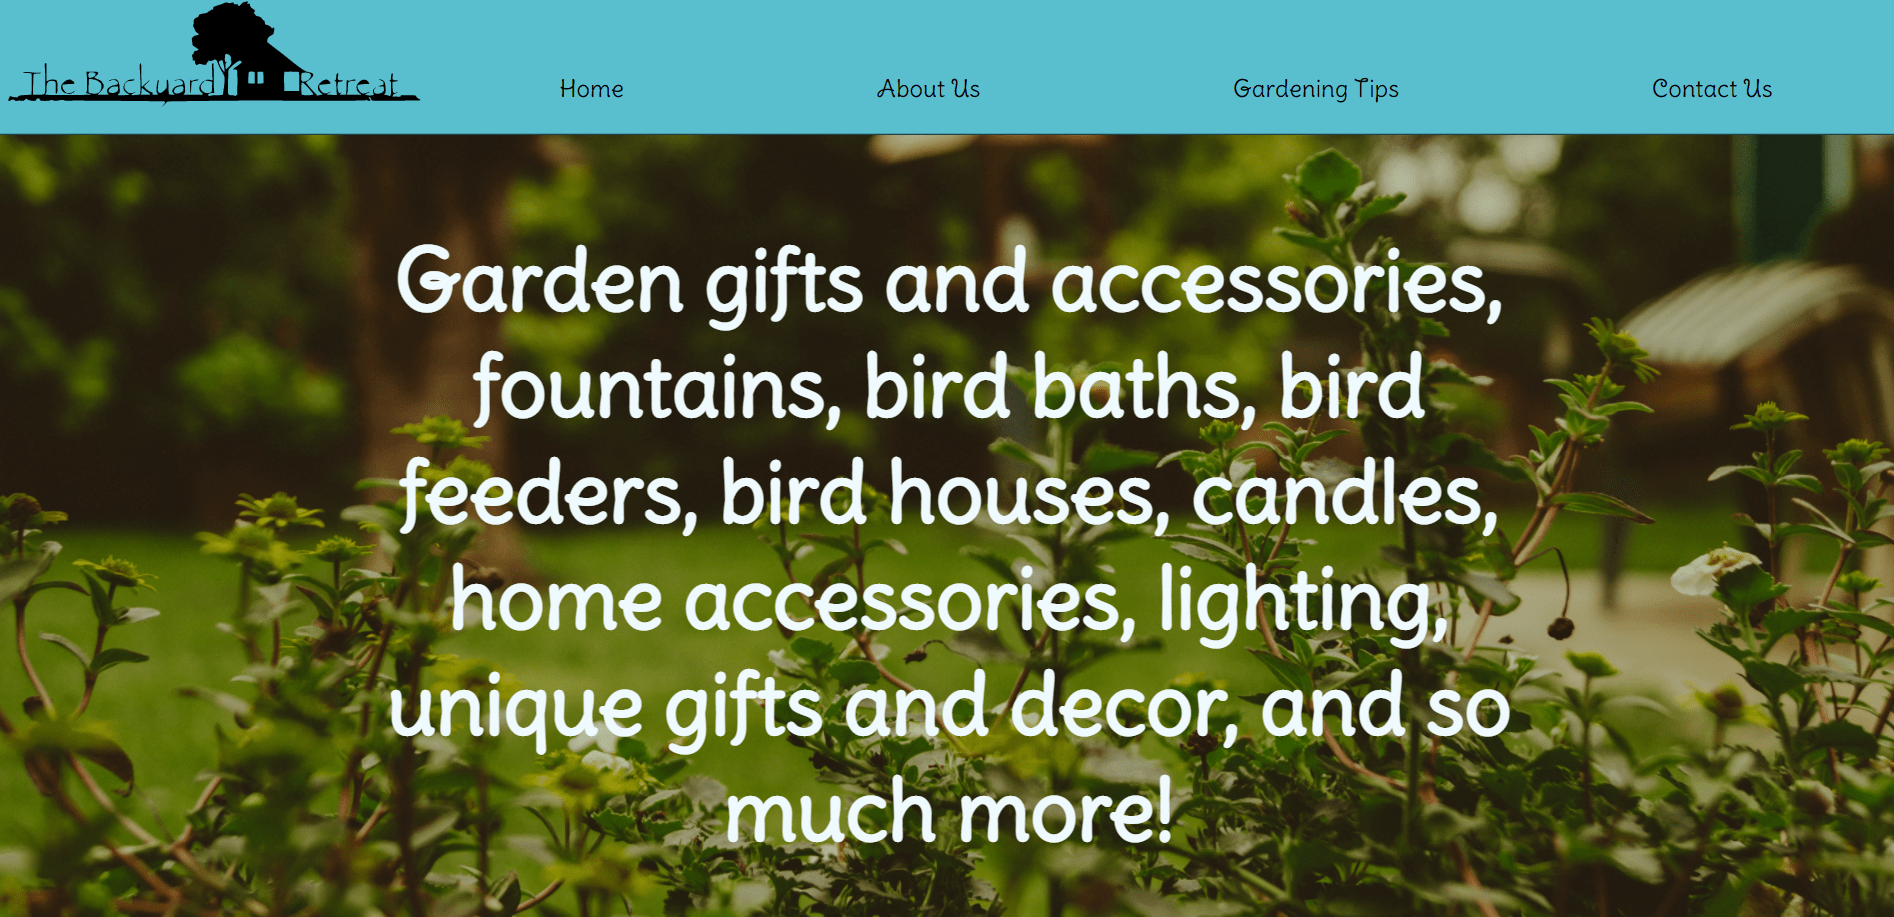 The Backyard Retreat
Home
About Us
Gardening Tips
Contact Us
Garden gifts and accessories,
fountains, bird baths, bird
feeders, bird houses, candles,
home accessories, lighting,
unique gifts and decor, and so
much more!